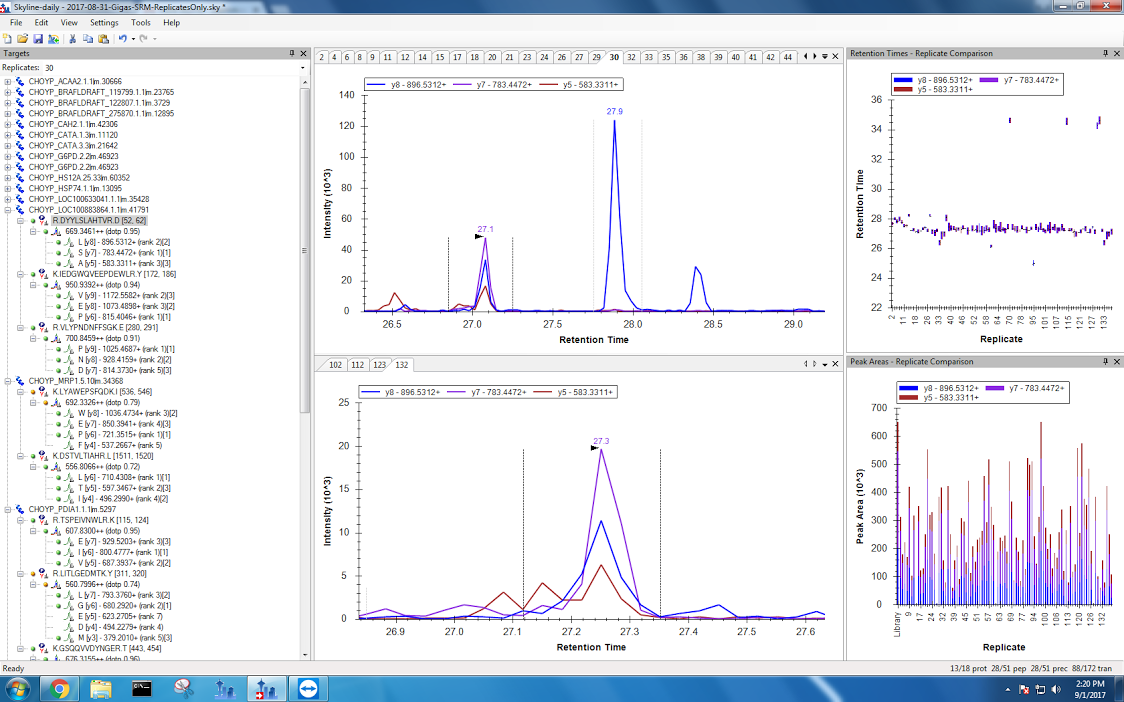 Skyline-daily - 2017-08-31-Gigas-SRM-ReplicatesOnly.sky *
File Edit View Settings Tools Help
Targets
Replicates: 30
CHOYP_ACAA2.1.1|m.30666
CHOYP_BRAFLDRAFT_119799.1.1|m.23765
CHOYP_BRAFLDRAFT_122807.1.1|m.3729
CHOYP_BRAFLDRAFT_275870.1.1|m.12895
CHOYP_CAH2.1.1|m.42306
CHOYP_CATA.1.3|m.11120
CHOYP_CATA.3.3|m.21642
CHOYP_G6PD.2.2|m.46923
CHOYP_G6PD.2.2|m.46923
CHOYP_HS12A.25.33|m.60352
CHOYP_HSP74.1.1|m.13095
CHOYP_LOC100633041.1.1|m.35428
CHOYP_LOC100883864.1.1|m.41791
R.DYYLSLAHTVR.D [52, 62]
669.3461++ (dotp 0.95)
L [y8] - 896.5312+ (rank 2)[2]
S [y7] - 783.4472+ (rank 1)[1]
A [y5] - 583.3311+ (rank 3)[3]
K.IEDGWQVEEPDEWLR.Y [172, 186]
950.9392++ (dotp 0.94)
V [y9] - 1172.5582+ (rank 2)[3]
E [y8] - 1073.4898+ (rank 3)[2]
P [y6] - 815.4046+ (rank 1)[1]
R.VLYPNDNFFSGK.E [280, 291]
700.8459++ (dotp 0.91)
P [y9] - 1025.4687+ (rank 1)[1]
N [y8] - 928.4159+ (rank 2)[2]
D [y7] - 814.3730+ (rank 5)[3]
CHOYP_MRP1.5.10|m.34368
K.LYAWEPSFQDK.I [536, 546]
692.3326++ (dotp 0.79)
W [y8] - 1036.4734+ (rank 3)[2]
E [y7] - 850.3941+ (rank 4)[3]
P [y6] - 721.3515+ (rank 1)[1]
F [y4] - 537.2667+ (rank 5)
K.DSTVLTIAHR.L [1511, 1520]
556.8066++ (dotp 0.72)
L [y6] - 710.4308+ (rank 1)[1]
T [y5] - 597.3467+ (rank 2)[3]
I [y4] - 496.2990+ (rank 4)[2]
CHOYP_PDIA1.1.1|m.5297
R.TSPEIVNWLR.K [115, 124]
607.8300++ (dotp 0.95)
E [y7] - 929.5203+ (rank 3)[3]
I [y6] - 800.4777+ (rank 1)[1]
V [y5] - 687.3937+ (rank 2)[2]
R.LITLGEDMTK.Y [311, 320]
560.7996++ (dotp 0.74)
L [y7] - 793.3760+ (rank 3)[2]
G [y6] - 680.2920+ (rank 2)[1]
E [y5] - 623.2705+ (rank 7)
D [y4] - 494.2279+ (rank 4)
M [y3] - 379.2010+ (rank 5)[3]
K.GSQQVVDYNGER.T [443, 454]
676.3155++ (dotp 0.96)
2 4 6 8 11 12 14 15 16 18 20 21 23 27 29 30 32 33 35 36 38 39 41 42 44
y8 - 896.5312+ y7 - 783.4472+ y5 - 583.3311+
140
120
100
80
60
40
20
0
Intensity (10^3)
27.1
27.9
26.5 27.0 27.5 28.0 28.5 29.0
Retention Time
102 112 123 132
y8 - 896.5312+ y7 - 783.4472+ y5 - 583.3311+
25
20
15
10
5
0
Intensity (10^3)
27.3
26.9 27.0 27.1 27.2 27.3 27.4 27.5 27.6
Retention Time
Retention Times - Replicate Comparison
y8 - 896.5312+ y7 - 783.4472+
y5 - 583.3311+
36
34
32
30
28
26
24
22
Retention Time
2 11 18 26 33 40 46 52 58 64 70 78 85 95 101 107 115 121 127 133
Replicate
Peak Areas - Replicate Comparison
y8 - 896.5312+ y7 - 783.4472+
y5 - 583.3311+
700
600
500
400
300
200
100
0
Peak Area (10^3)
Library 9 17 24 32 38 45 51 57 63 69 77 84 94 100 106 114 120 126 132
Replicate
Ready
13/18 prot 28/51 pep 28/51 prec 88/172 tran
2:20 PM
9/1/2017